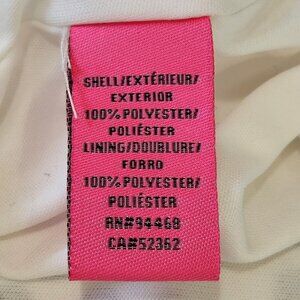 SHELL/EXTÉRIEUR/
EXTERIOR
100% POLYESTER/
POLIÉSTER
LINING/DOUBLURE/
FORRO
100% POLYESTER/
POLIÉSTER
RN#94468
CA#52362